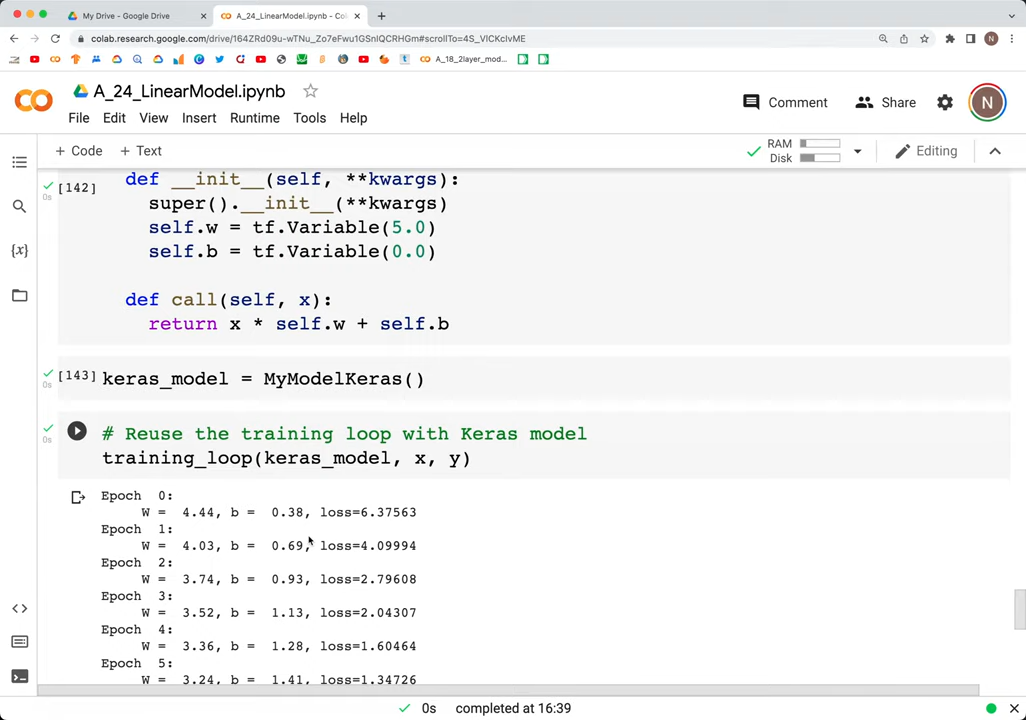 My Drive - Google Drive
A_24_LinearModel.ipynb - Col
colab.research.google.com/drive/164ZRd09u-wTNu_Zo7eFwu1GSnlQCRHGm#scrollTo=4S_VlCKclvME
A_18_2layer_mod...
A_24_LinearModel.ipynb
File Edit View Insert Runtime Tools Help
Comment Share N
+ Code + Text
RAM
Disk
Editing
[142]
0s
def __init__(self, **kwargs):
super().__init__(**kwargs)
self.w = tf.Variable(5.0)
self.b = tf.Variable(0.0)
def call(self, x):
return x * self.w + self.b
[143] keras_model = MyModelKeras()
0s
# Reuse the training loop with Keras model
0s
training_loop(keras_model, x, y)
Epoch 0:
W = 4.44, b = 0.38, loss=6.37563
Epoch 1:
W = 4.03, b = 0.69, loss=4.09994
Epoch 2:
W = 3.74, b = 0.93, loss=2.79608
Epoch 3:
W = 3.52, b = 1.13, loss=2.04307
Epoch 4:
W = 3.36, b = 1.28, loss=1.60464
Epoch 5:
W = 3.24, b = 1.41, loss=1.34726
0s completed at 16:39